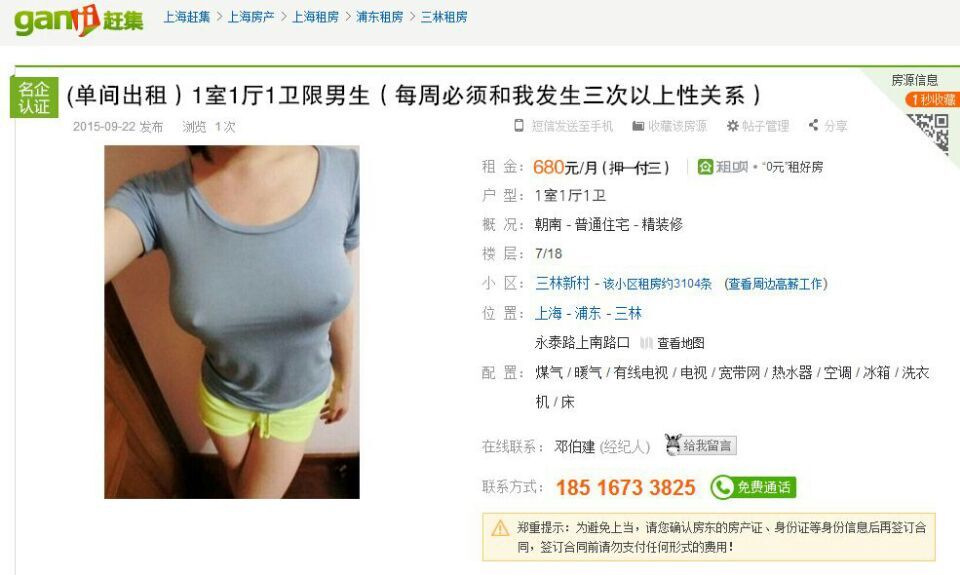 ganji赶集 上海赶集 > 上海房产 > 上海租房 > 浦东租房 > 三林租房
房源信息
1秒收藏
名企
认证
(单间出租)1室1厅1卫限男生(每周必须和我发生三次以上性关系)
2015-09-22 发布 浏览 1 次 短信发送至手机 收藏该房源 帖子管理 分享
租 金: 680元/月 (押一付三) 租呗 • “0元”租好房
户 型: 1室1厅1卫
概 况: 朝南 - 普通住宅 - 精装修
楼 层: 7/18
小 区: 三林新村 - 该小区租房约3104条 (查看周边高薪工作)
位 置: 上海 - 浦东 - 三林
永泰路上南路口 查看地图
配 置: 煤气 / 暖气 / 有线电视 / 电视 / 宽带网 / 热水器 / 空调 / 冰箱 / 洗衣
机 / 床
在线联系: 邓伯建 (经纪人) 给我留言
联系方式: 185 1673 3825 免费通话
郑重提示:为避免上当,请您确认房东的房产证、身份证等身份信息后再签订合
同,签订合同前请勿支付任何形式的费用!